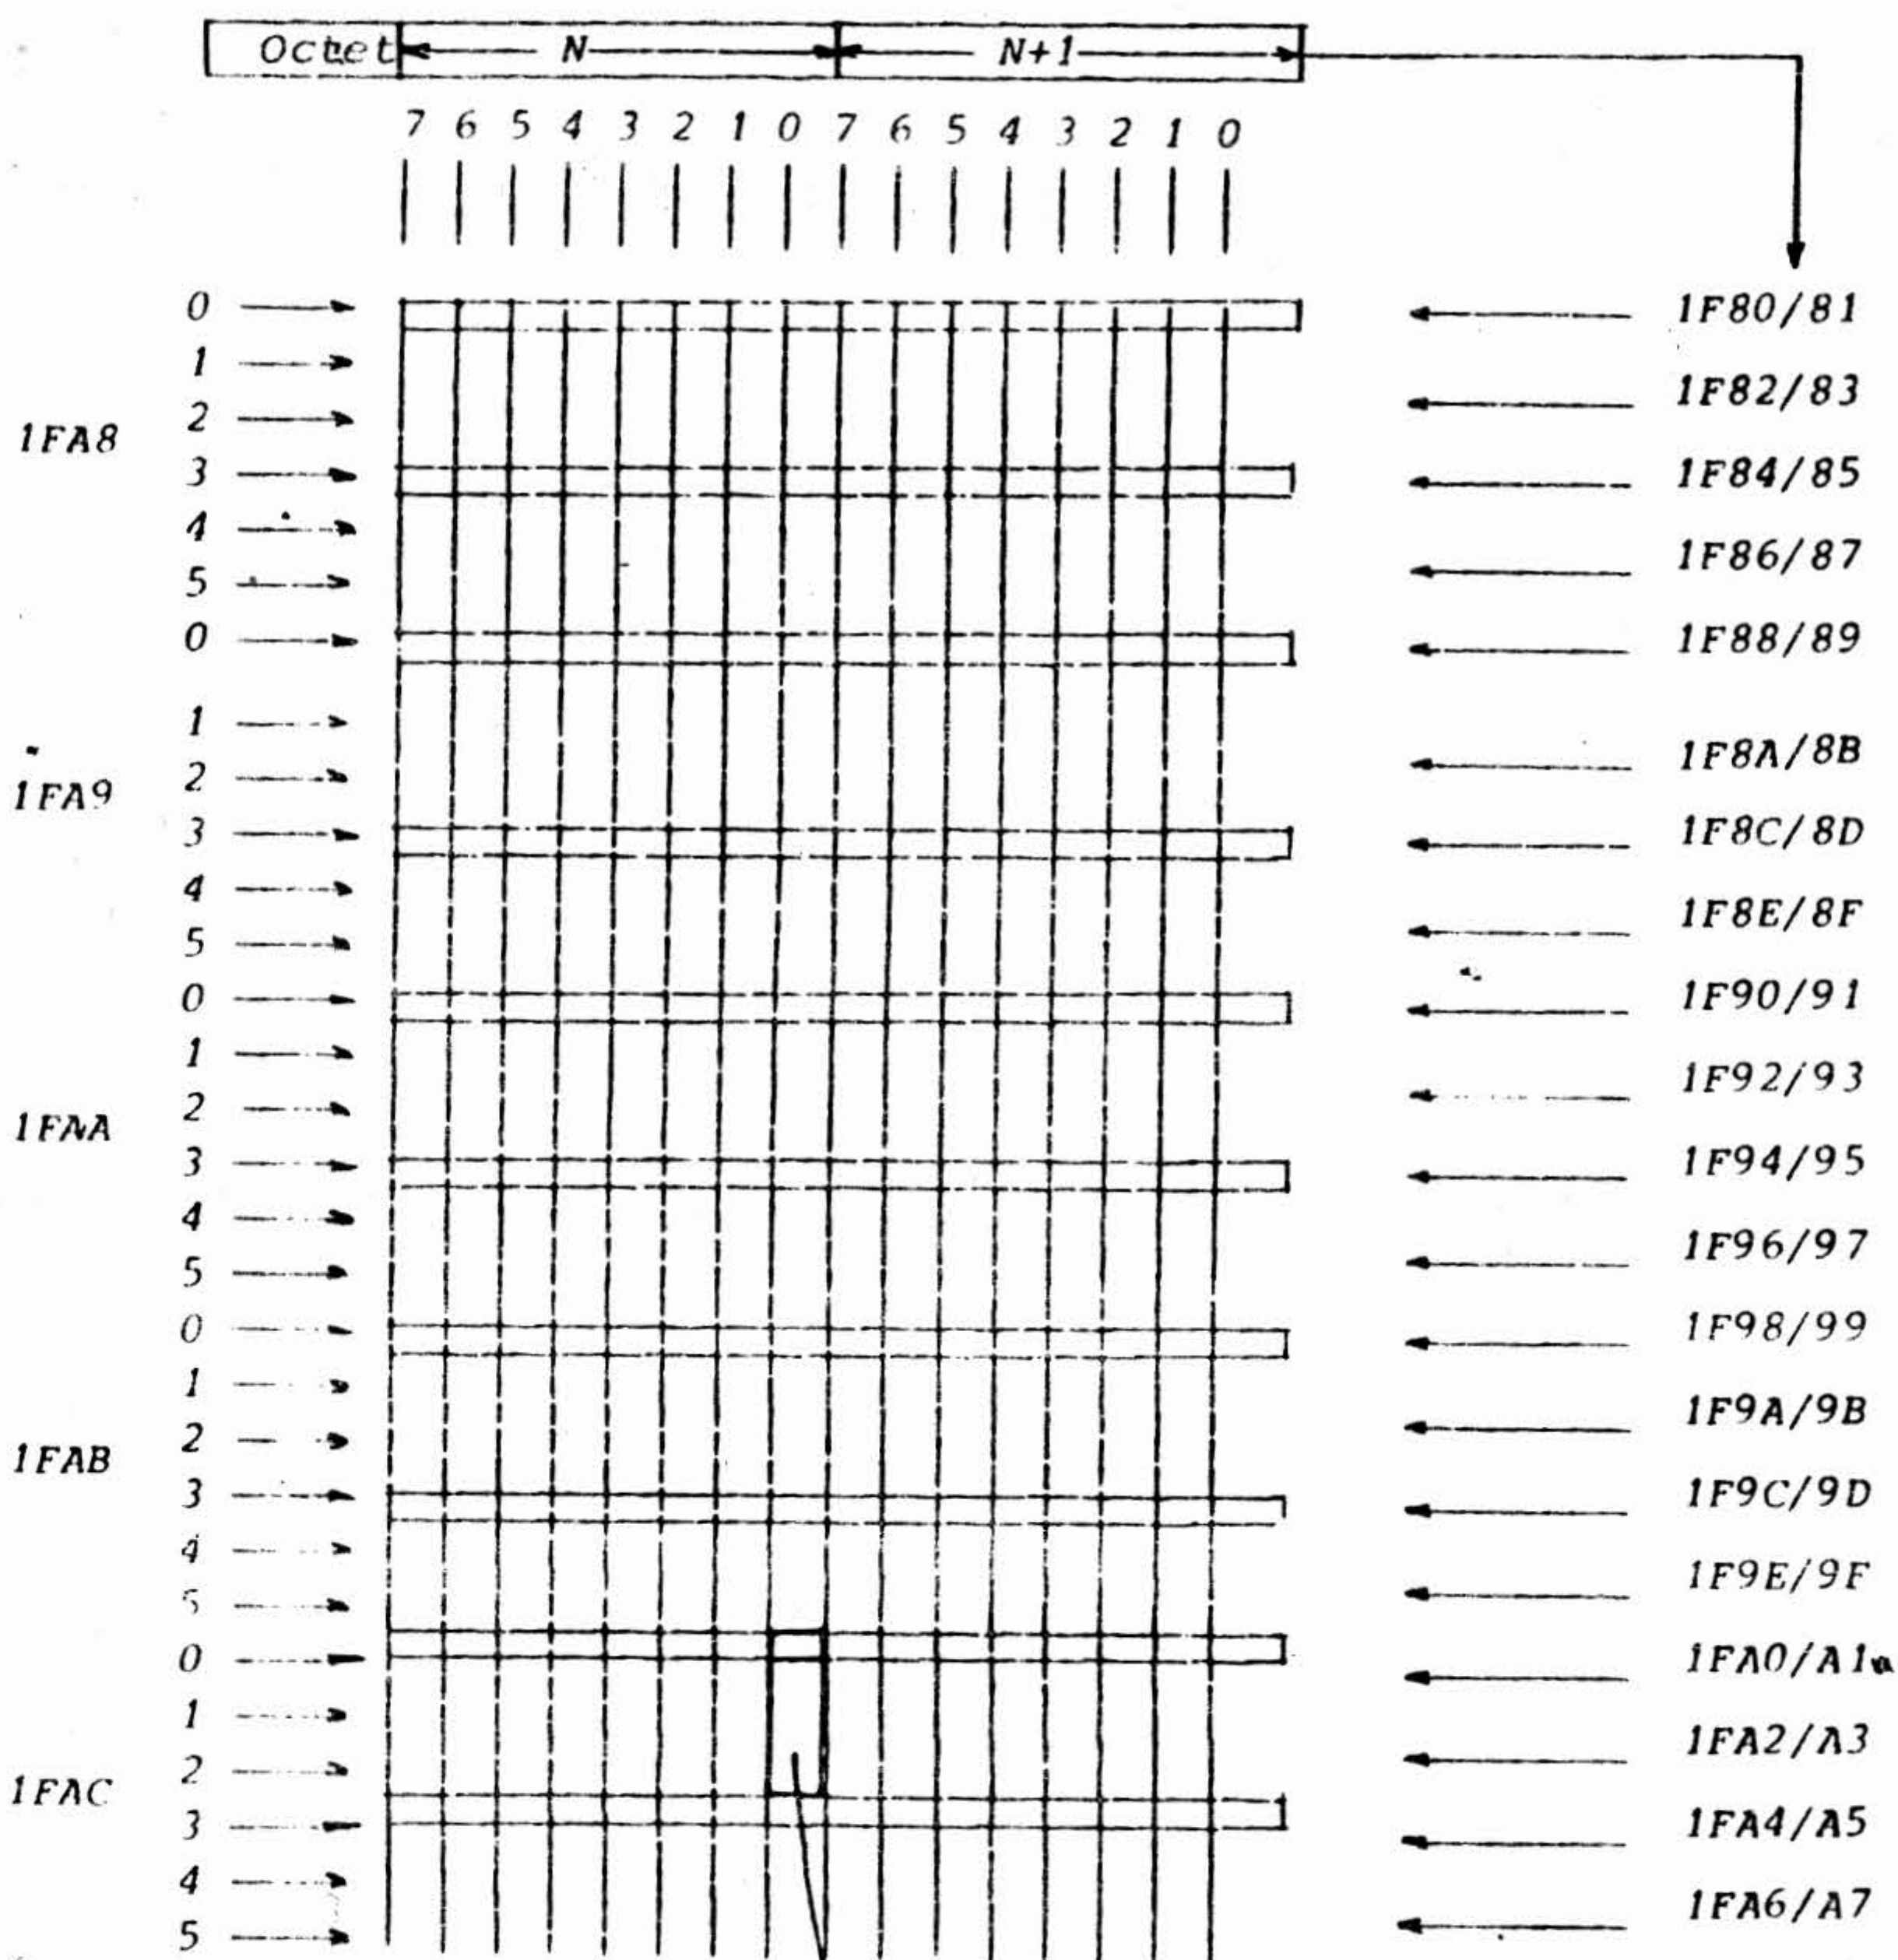 Octet N N+1
7 6 5 4 3 2 1 0 7 6 5 4 3 2 1 0
0 1F80/81
1
1F82/83
2
1FA8
3 1F84/85
4
1F86/87
5
0 1F88/89
1
1F8A/8B
2
1FA9
3 1F8C/8D
4
1F8E/8F
5
0 1F90/91
1
1F92/93
2
1FAA
3 1F94/95
4
1F96/97
5
0 1F98/99
1
1F9A/9B
2
1FAB
3 1F9C/9D
4
1F9E/9F
5
0 1FA0/A1
1
1FA2/A3
2
1FAC
3 1FA4/A5
4
1FA6/A7
5